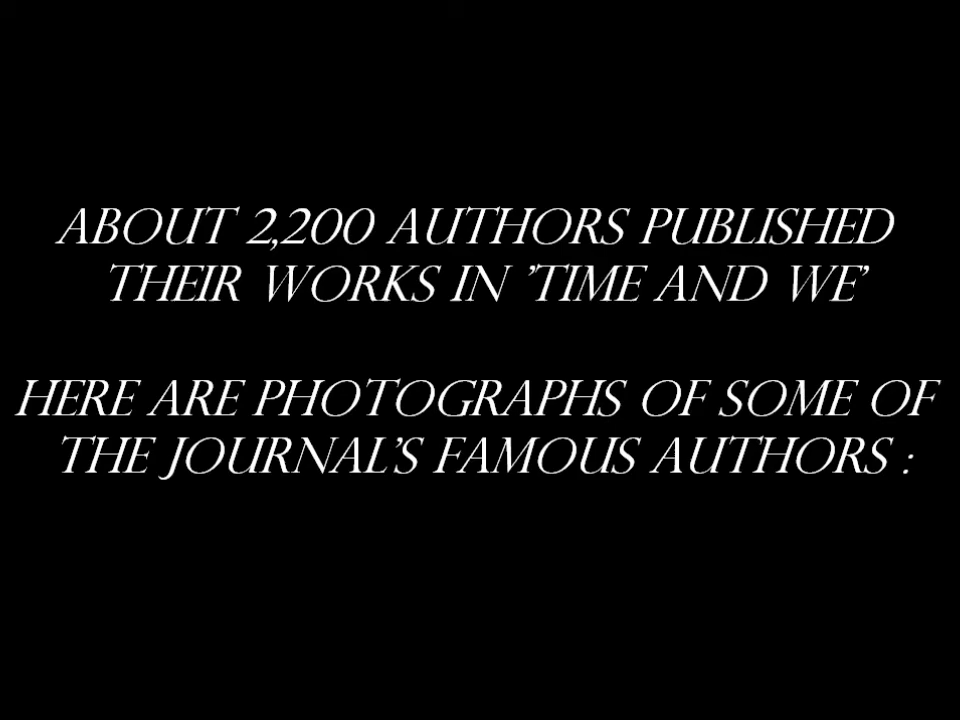 ABOUT 2,200 AUTHORS PUBLISHED
THEIR WORKS IN 'TIME AND WE'
HERE ARE PHOTOGRAPHS OF SOME OF
THE JOURNAL'S FAMOUS AUTHORS :